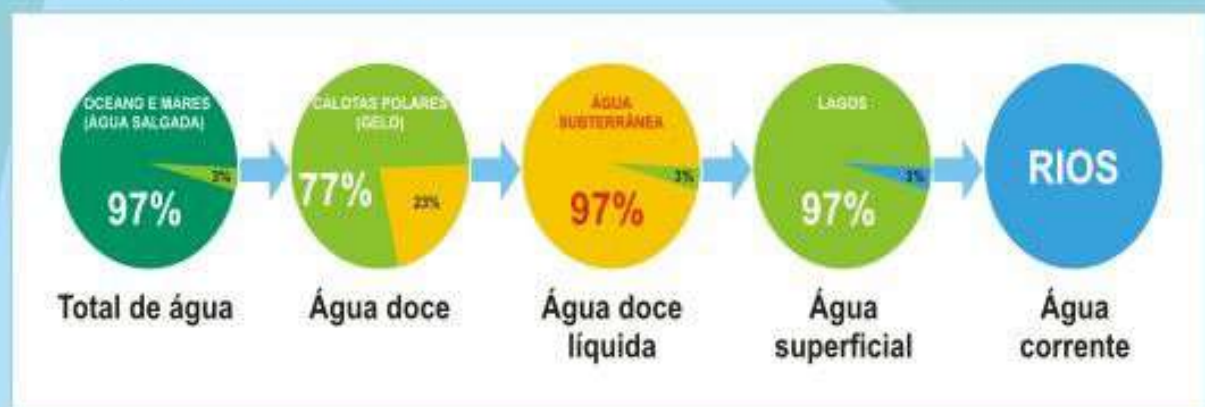 OCEANO E MARES
(ÁGUA SALGADA)
3%
97%
Total de água
CALOTAS POLARES
(GELO)
77%
23%
Água doce
ÁGUA
SUBTERRÂNEA
3%
97%
Água doce
líquida
LAGOS
3%
97%
Água
superficial
RIOS
Água
corrente